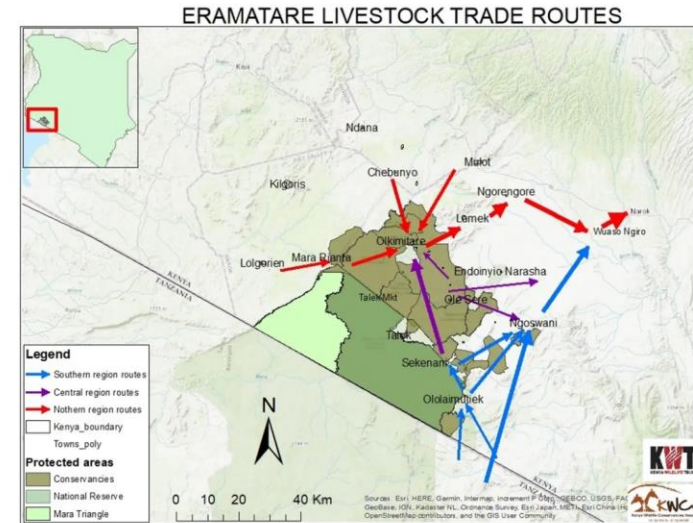 ERAMATARE LIVESTOCK TRADE ROUTES
Ndana
Chebunyo
Mulot
Kilgoris
Ngorengore
Lemek
Narok
Wuaso Ngiro
Olkimitare
Lolgorien
Mara Rianta
Endoinyio Narasha
Talek Mkt
Ole Sere
Ngoswani
Talek
Sekenani
Ololaimutiek
KENYA
TANZANIA
KENYA
TANZANIA
Legend
Southern region routes
Central region routes
Nothern region routes
Kenya_boundary
Towns_poly
Protected areas
Conservancies
National Reserve
Mara Triangle
N
0 10 20 40 Km
Sources: Esri, HERE, Garmin, Intermap, increment P Corp., GEBCO, USGS, FAO
GeoBase, IGN, Kadaster NL, Ordnance Survey, Esri Japan, METI, Esri China
OpenStreetMap contributors, and the GIS User Community
KWT
KWC